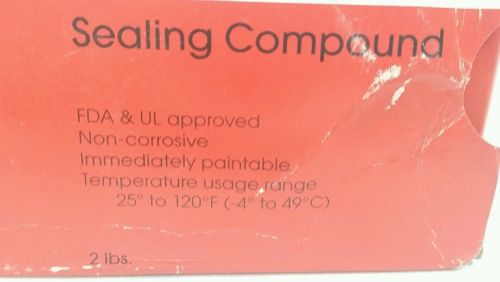 Sealing Compound
FDA & UL approved
Non-corrosive
Immediately paintable
Temperature usage range
25° to 120°F (-4° to 49°C)
2 lbs.